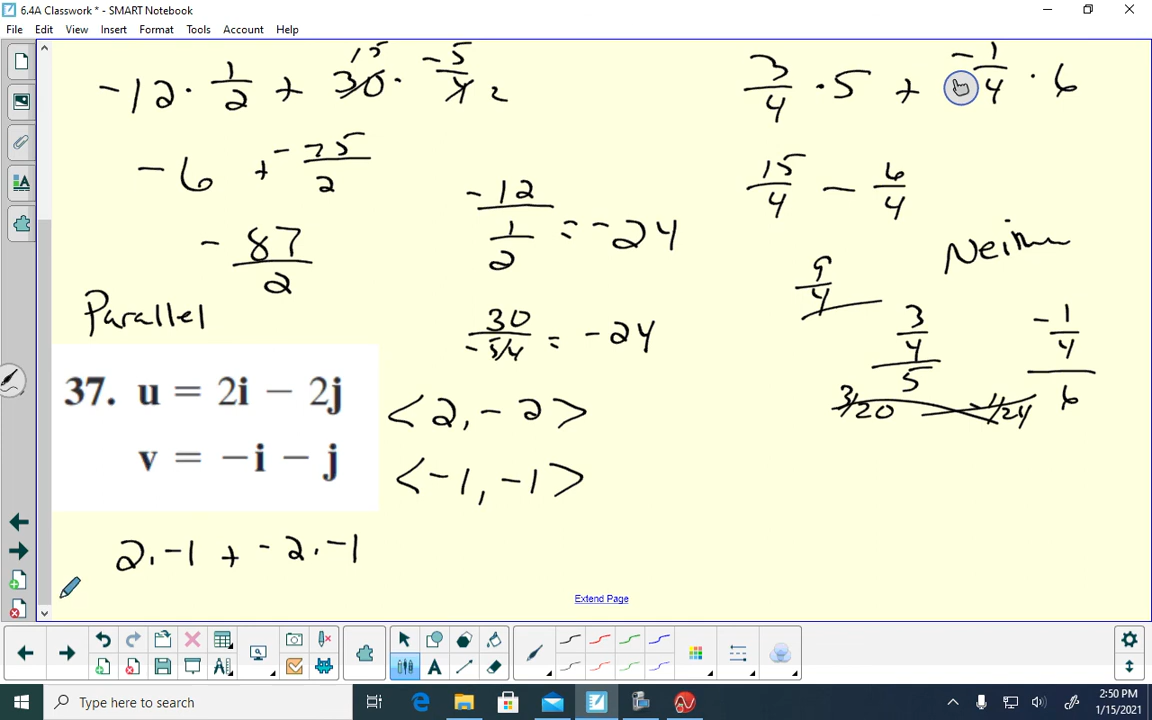 6.4A Classwork * - SMART Notebook
File Edit View Insert Format Tools Account Help
-12 · 1/2 + 30 · -5/4 2
15
-6 + -75/2
-87/2
Parallel
-12 / 1/2 = -24
30 / -5/4 = -24
3/4 · 5 + -1/4 · 6
15/4 - 6/4
9/4
Neither
3/4 / 5
-1/4 / 6
3/20 -1/24
37. u = 2i - 2j
v = -i - j
<2, -2>
<-1, -1>
2 · -1 + -2 · -1
Extend Page
Type here to search
2:50 PM
1/15/2021